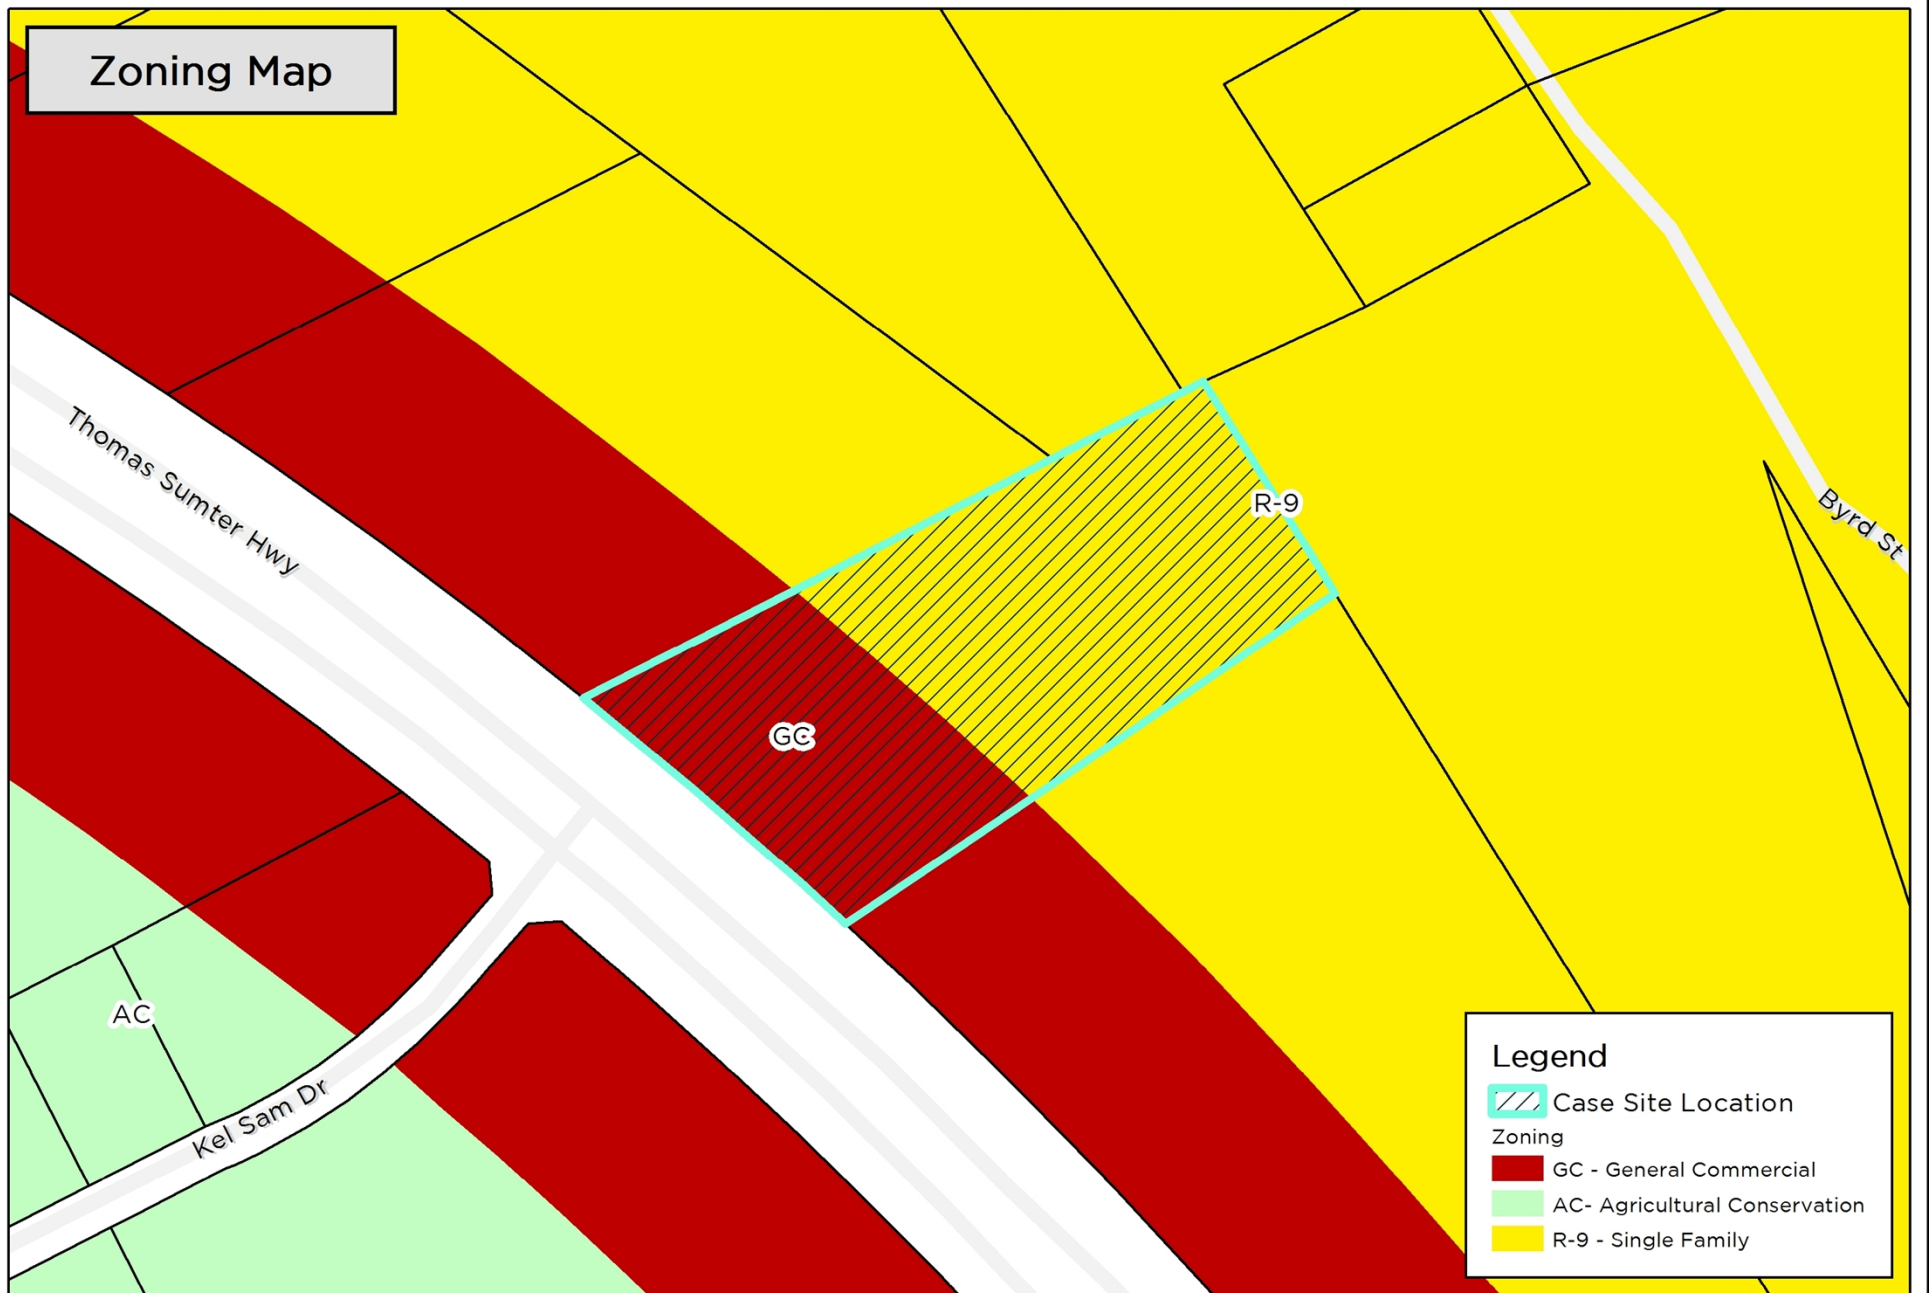 Zoning Map
Thomas Sumter Hwy
R-9
Byrd St
GC
AC
Kel Sam Dr
Legend
Case Site Location
Zoning
GC - General Commercial
AC- Agricultural Conservation
R-9 - Single Family